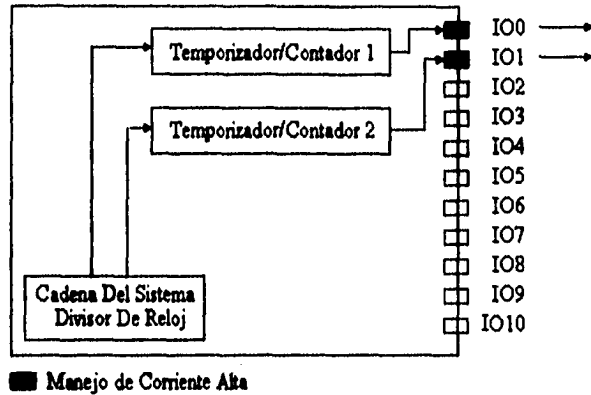 IO0
Temporizador/Contador 1
IO1
IO2
IO3
Temporizador/Contador 2
IO4
IO5
IO6
IO7
IO8
Cadena Del Sistema
Divisor De Reloj
IO9
IO10
Manejo de Corriente Alta